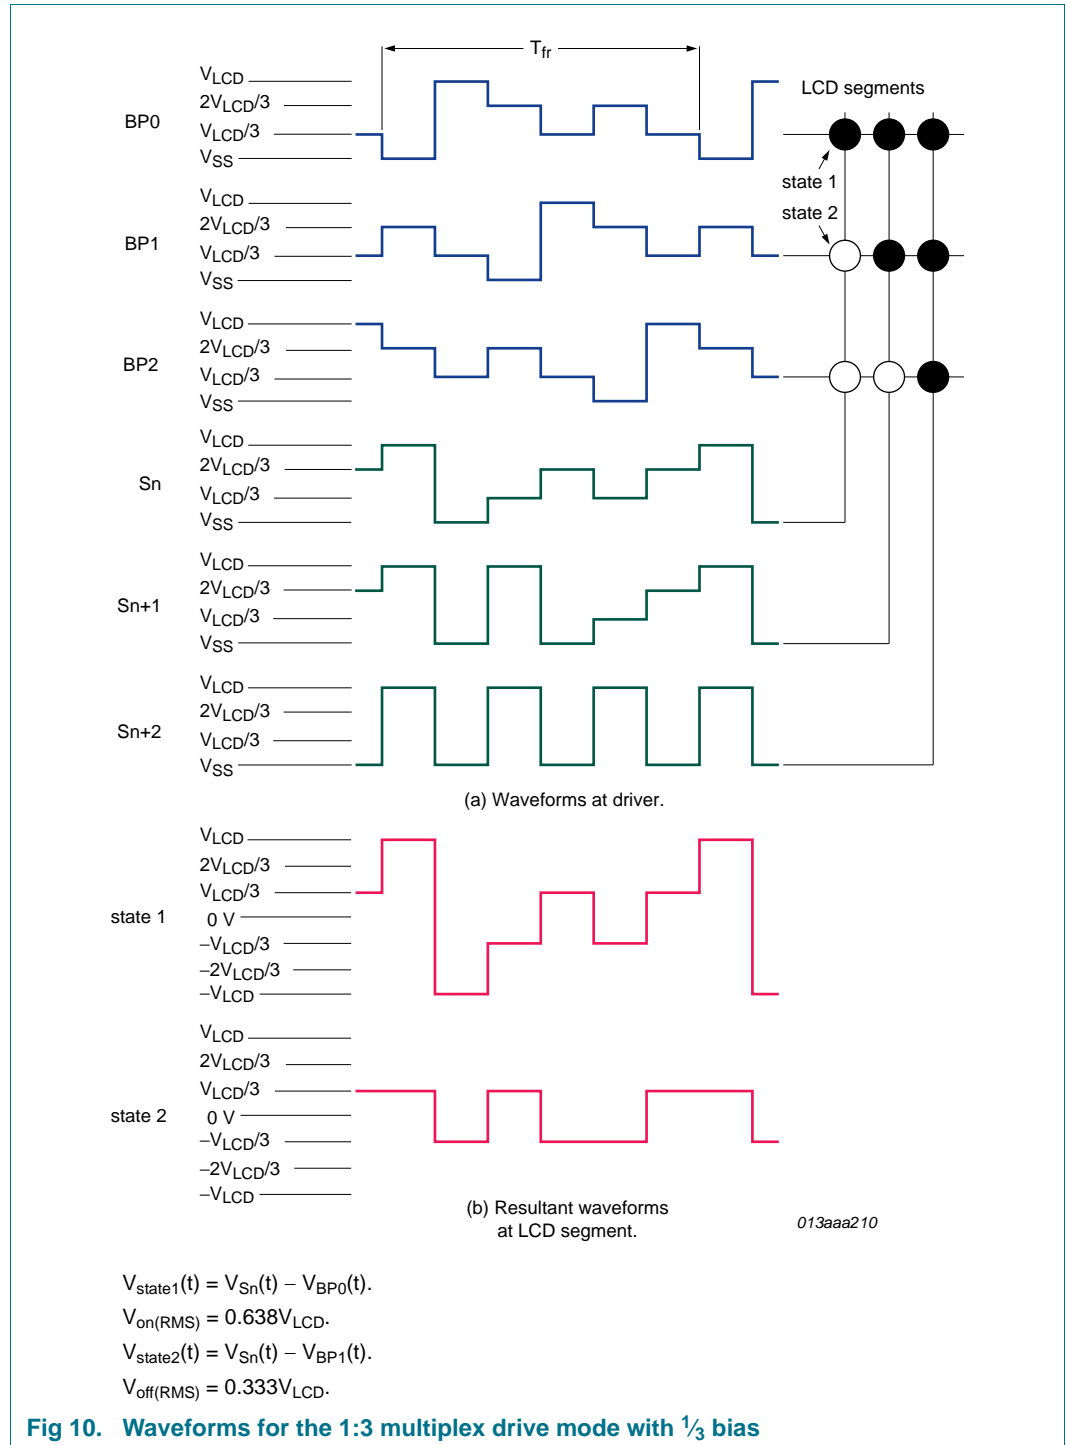 Tfr
VLCD
2VLCD/3
BP0
VLCD/3
VSS
LCD segments
state 1
VLCD
state 2
2VLCD/3
BP1
VLCD/3
VSS
VLCD
2VLCD/3
BP2
VLCD/3
VSS
VLCD
2VLCD/3
Sn
VLCD/3
VSS
VLCD
2VLCD/3
Sn+1
VLCD/3
VSS
VLCD
2VLCD/3
Sn+2
VLCD/3
VSS
(a) Waveforms at driver.
VLCD
2VLCD/3
VLCD/3
state 1
0 V
−VLCD/3
−2VLCD/3
−VLCD
VLCD
2VLCD/3
VLCD/3
state 2
0 V
−VLCD/3
−2VLCD/3
−VLCD
(b) Resultant waveforms
at LCD segment.
013aaa210
Vstate1(t) = VSn(t) − VBP0(t).
Von(RMS) = 0.638VLCD.
Vstate2(t) = VSn(t) − VBP1(t).
Voff(RMS) = 0.333VLCD.
Fig 10. Waveforms for the 1:3 multiplex drive mode with 1⁄3 bias